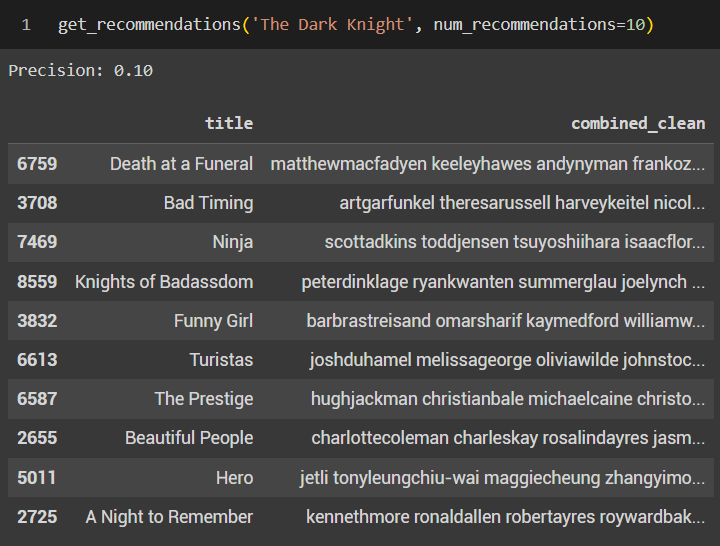 1 get_recommendations('The Dark Knight', num_recommendations=10)
Precision: 0.10
title combined_clean
6759 Death at a Funeral matthewmacfadyen keeleyhawes andynyman frankoz...
3708 Bad Timing artgarfunkel theresarussell harveykeitel nicol...
7469 Ninja scottadkins toddjensen tsuyoshiihara isaacflor...
8559 Knights of Badassdom peterdinklage ryankwanten summerglau joelynch ...
3832 Funny Girl barbrastreisand omarsharif kaymedford williamw...
6613 Turistas joshduhamel melissageorge oliviawilde johnstoc...
6587 The Prestige hughjackman christianbale michaelcaine christo...
2655 Beautiful People charlottecoleman charleskay rosalindayres jasm...
5011 Hero jetli tonyleungchiu-wai maggiecheung zhangyimo...
2725 A Night to Remember kennethmore ronaldallen robertayres roywardbak...